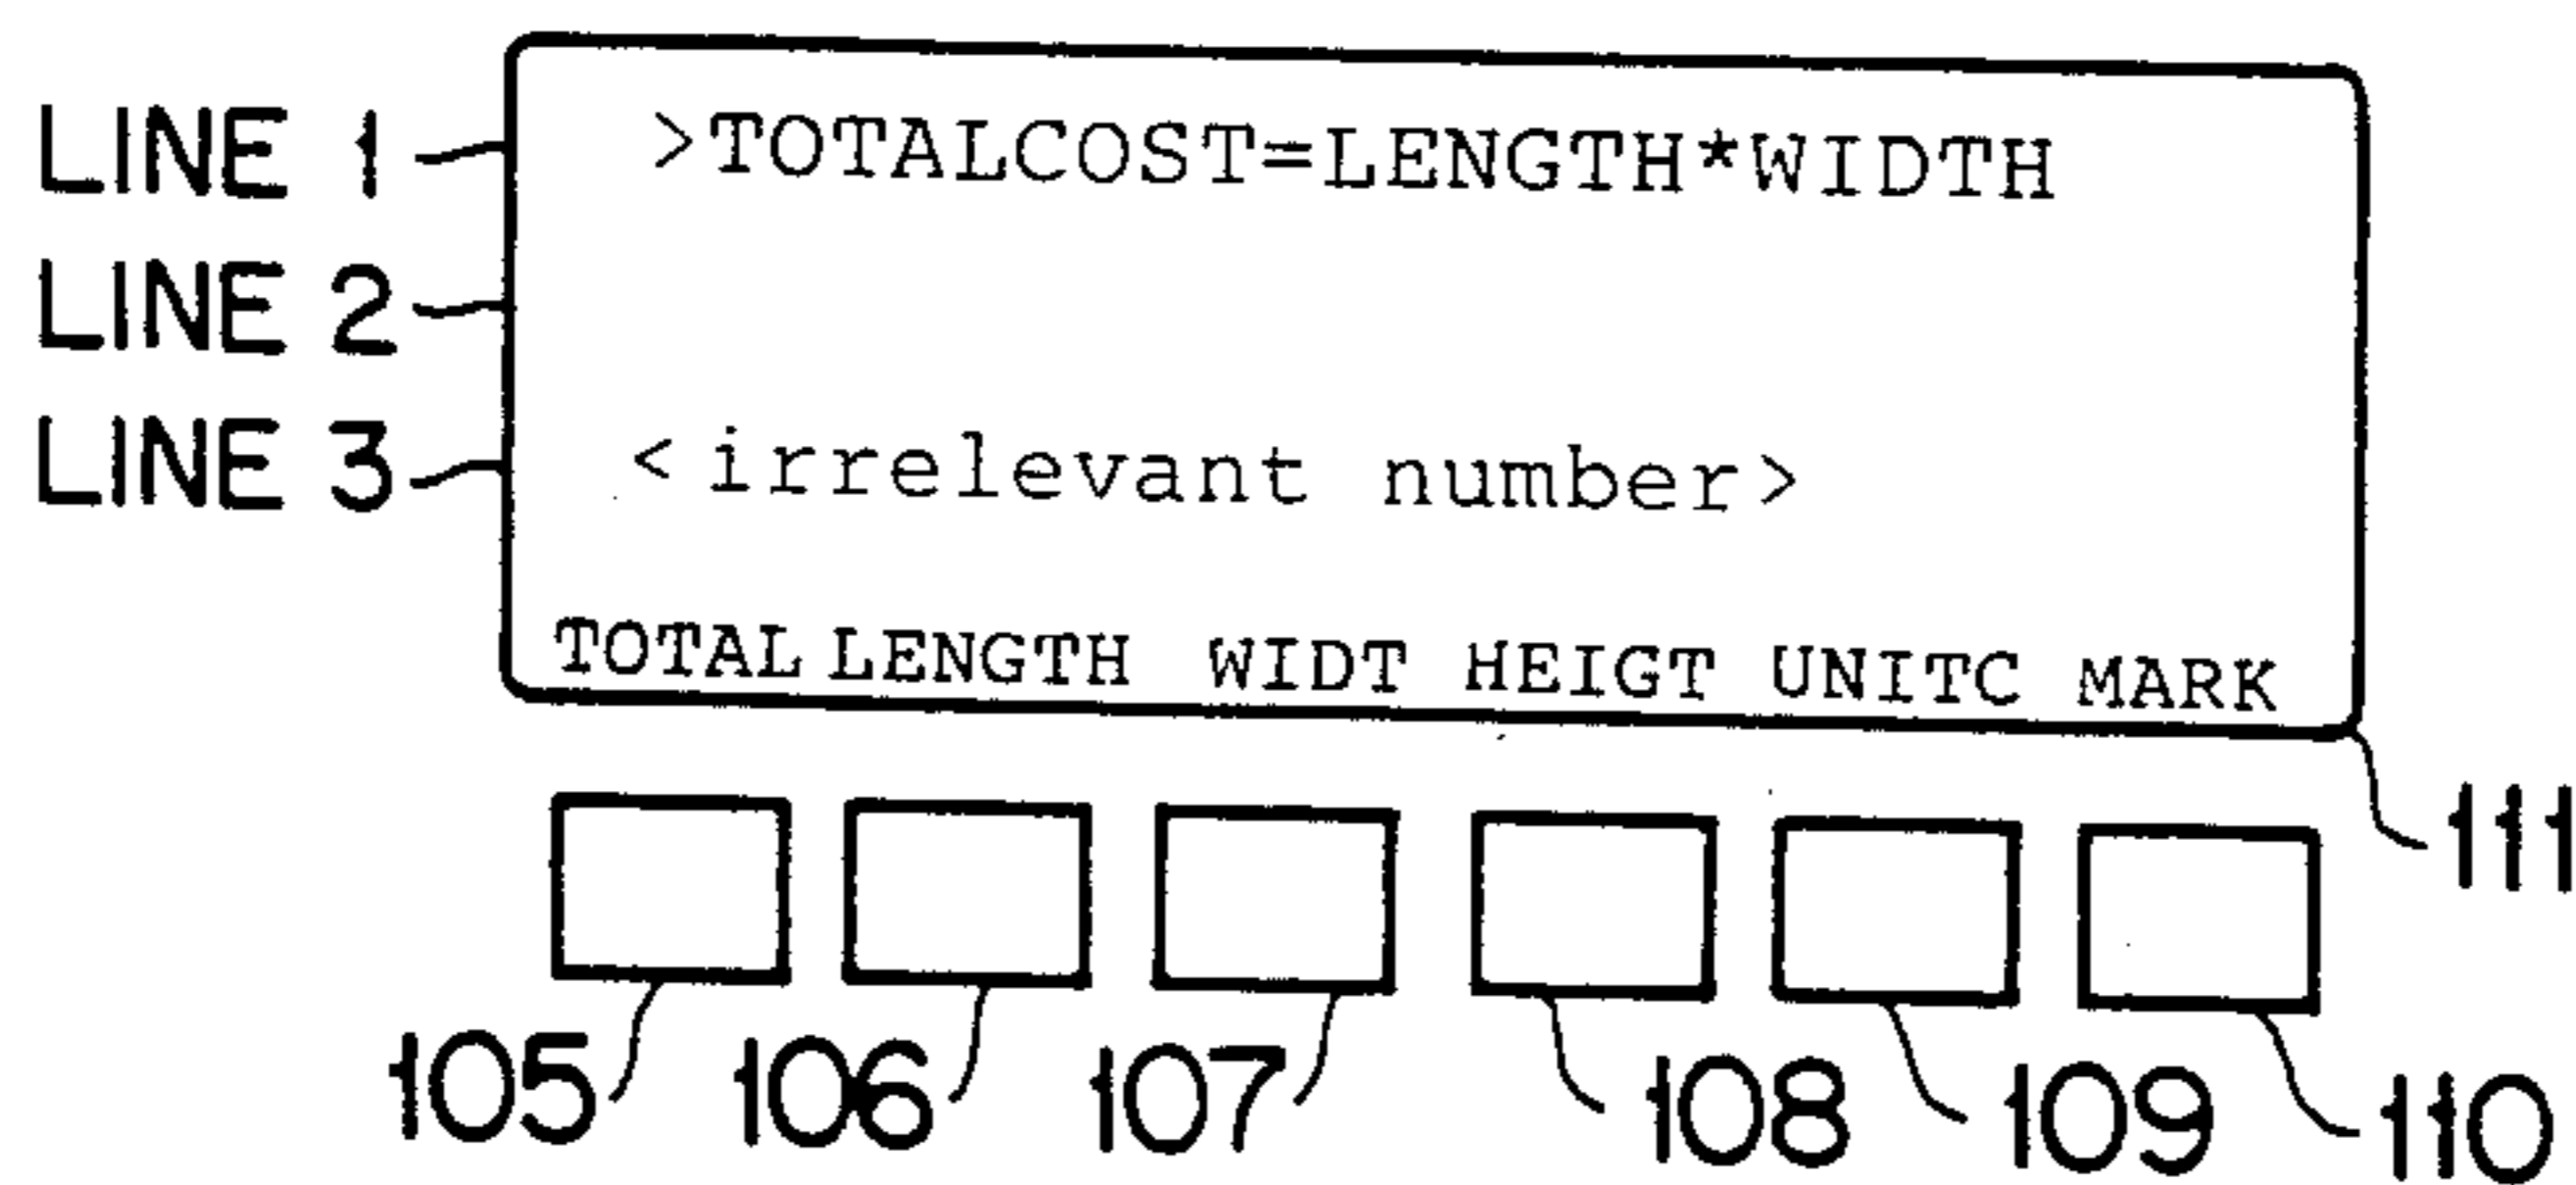 LINE 1 >TOTALCOST=LENGTH*WIDTH
LINE 2
LINE 3 <irrelevant number>
TOTAL LENGTH WIDT HEIGT UNITC MARK
111
105 106 107 108 109 110